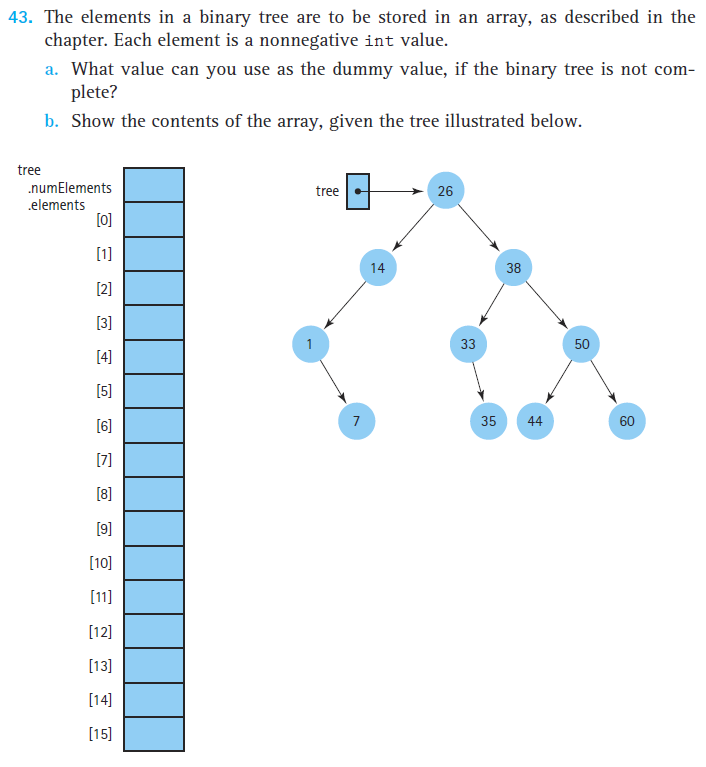 43. The elements in a binary tree are to be stored in an array, as described in the
chapter. Each element is a nonnegative int value.
a. What value can you use as the dummy value, if the binary tree is not com-
plete?
b. Show the contents of the array, given the tree illustrated below.
tree
.numElements
.elements
[0]
[1]
[2]
[3]
[4]
[5]
[6]
[7]
[8]
[9]
[10]
[11]
[12]
[13]
[14]
[15]
tree
26
14
38
1
33
50
7
35
44
60